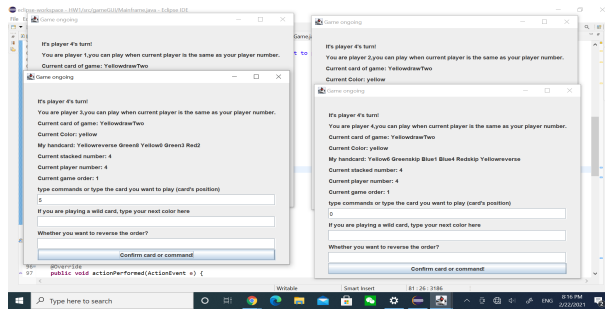 eclipse-workspace - HW1/src/gameGUI/Mainframe.java - Eclipse IDE
Game ongoing
It's player 4's turn!
You are player 1,you can play when current player is the same as your player number.
Current card of game: YellowdrawTwo
Game ongoing
It's player 4's turn!
You are player 2,you can play when current player is the same as your player number.
Current card of game: YellowdrawTwo
Current Color: yellow
Game ongoing
It's player 4's turn!
You are player 3,you can play when current player is the same as your player number.
Current card of game: YellowdrawTwo
Current Color: yellow
My handcard: Yellowreverse Green8 Yellow0 Green3 Red2
Current stacked number: 4
Current player number: 4
Current game order: 1
type commands or type the card you want to play (card's position)
If you are playing a wild card, type your next color here
Whether you want to reverse the order?
Confirm card or command!
Game ongoing
It's player 4's turn!
You are player 4,you can play when current player is the same as your player number.
Current card of game: YellowdrawTwo
Current Color: yellow
My handcard: Yellow6 Greenskip Blue1 Blue4 Redskip Yellowreverse
Current stacked number: 4
Current player number: 4
Current game order: 1
type commands or type the card you want to play (card's position)
0
If you are playing a wild card, type your next color here
Whether you want to reverse the order?
Confirm card or command!
@Override
97 public void actionPerformed(ActionEvent e) {
Writable Smart Insert 81 : 26 : 3186
Type here to search
ENG
8:16 PM
2/22/2021